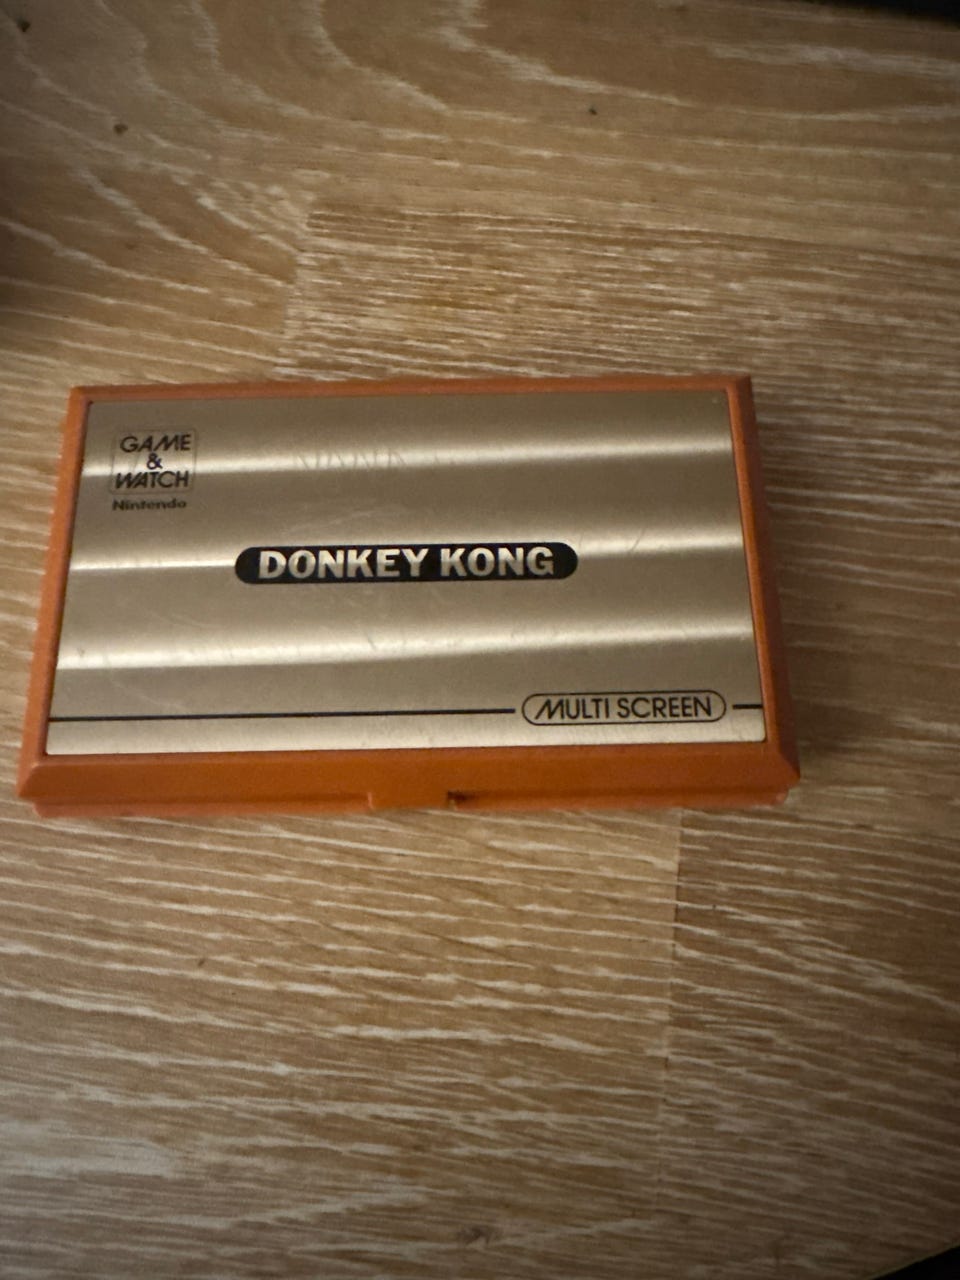 GAME
&
WATCH
Nintendo
DONKEY KONG
MULTI SCREEN